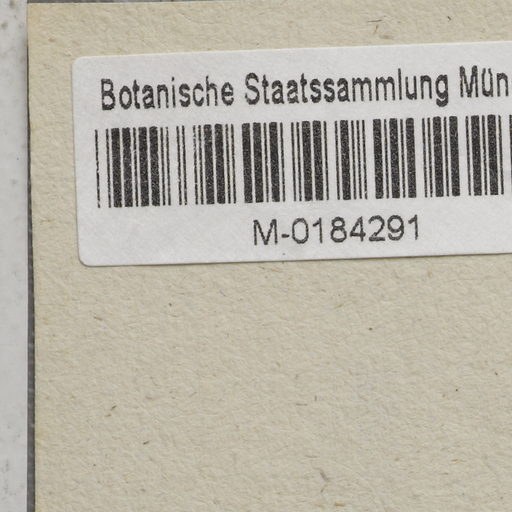 Botanische Staatssammlung Mün
M-0184291